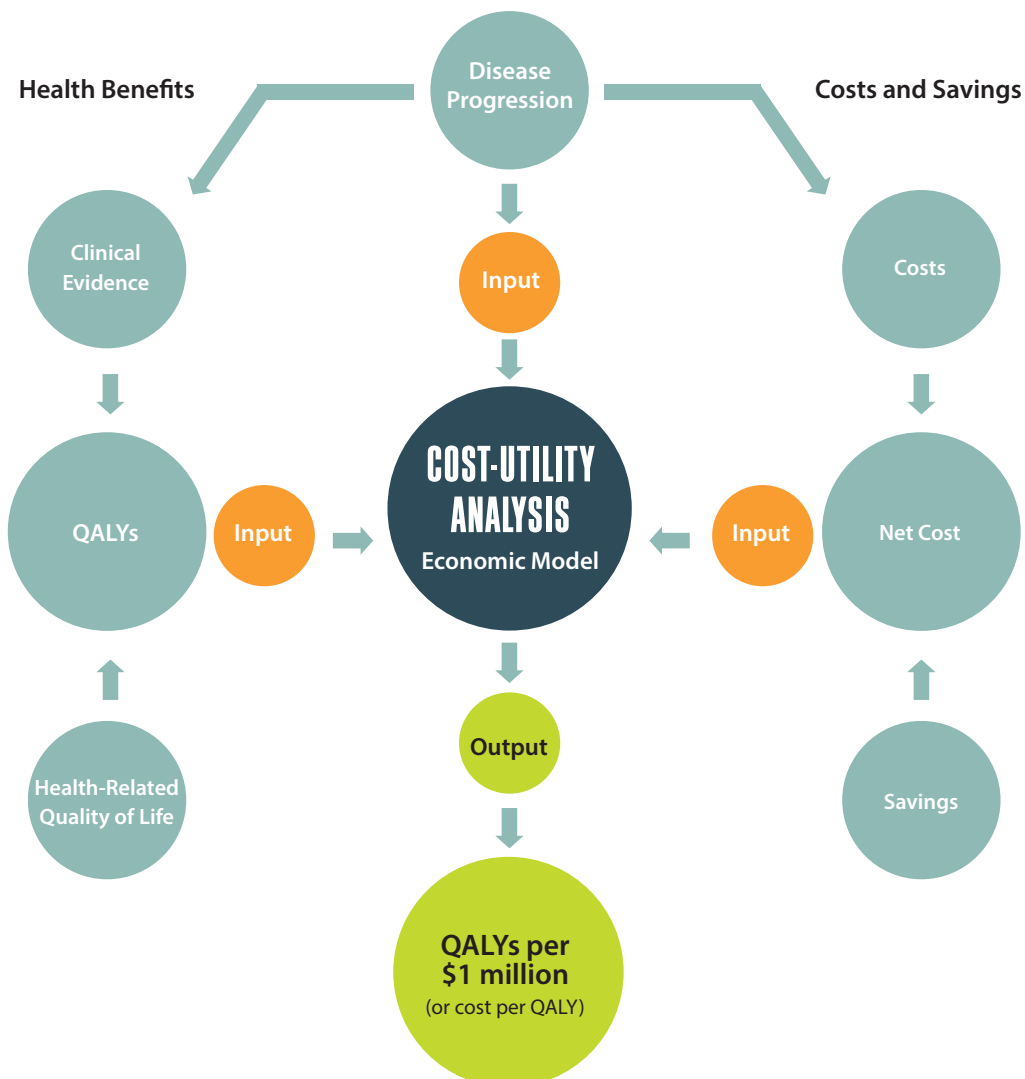 Disease
Progression
Health Benefits
Costs and Savings
Clinical
Evidence
Input
Costs
COST-UTILITY
ANALYSIS
Economic Model
QALYs
Input
Input
Net Cost
Output
Health-Related
Quality of Life
Savings
QALYs per
$1 million
(or cost per QALY)